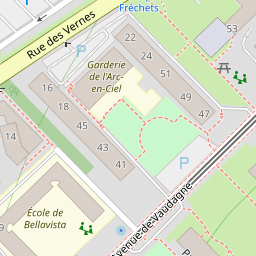 Fréchets
53
Rue des Vernes
22
P
24
Garderie
de l'Arc-
en-Ciel
51
16
49
18
47
45
14
43
P
41
École de
Bellavista
Avenue-de-Vaudagne
P